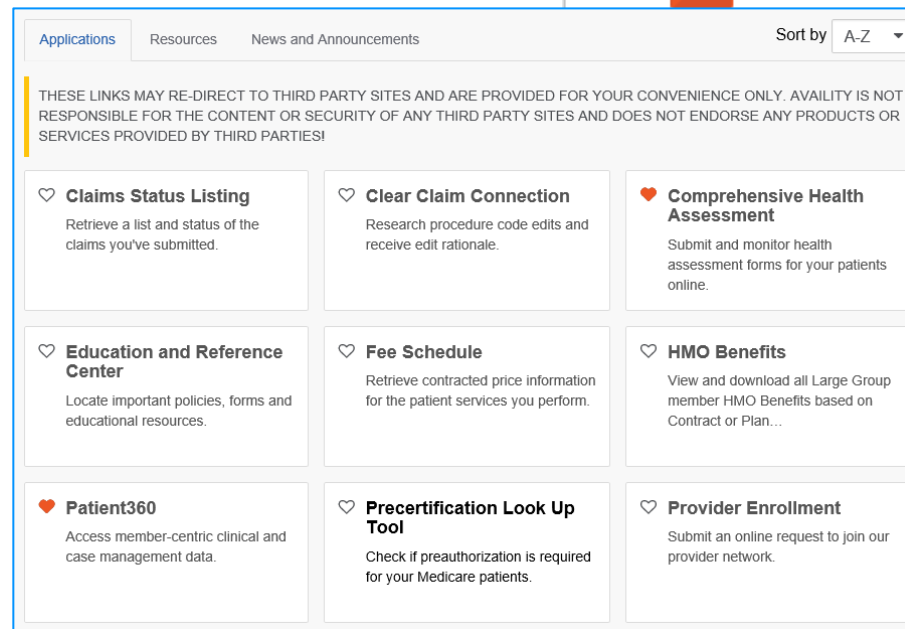 Applications
Resources
News and Announcements
Sort by
A-Z
THESE LINKS MAY RE-DIRECT TO THIRD PARTY SITES AND ARE PROVIDED FOR YOUR CONVENIENCE ONLY. AVAILITY IS NOT
RESPONSIBLE FOR THE CONTENT OR SECURITY OF ANY THIRD PARTY SITES AND DOES NOT ENDORSE ANY PRODUCTS OR
SERVICES PROVIDED BY THIRD PARTIES!
Claims Status Listing
Retrieve a list and status of the
claims you've submitted.
Clear Claim Connection
Research procedure code edits and
receive edit rationale.
Comprehensive Health
Assessment
Submit and monitor health
assessment forms for your patients
online.
Education and Reference
Center
Locate important policies, forms and
educational resources.
Fee Schedule
Retrieve contracted price information
for the patient services you perform.
HMO Benefits
View and download all Large Group
member HMO Benefits based on
Contract or Plan...
Patient360
Access member-centric clinical and
case management data.
Precertification Look Up
Tool
Check if preauthorization is required
for your Medicare patients.
Provider Enrollment
Submit an online request to join our
provider network.